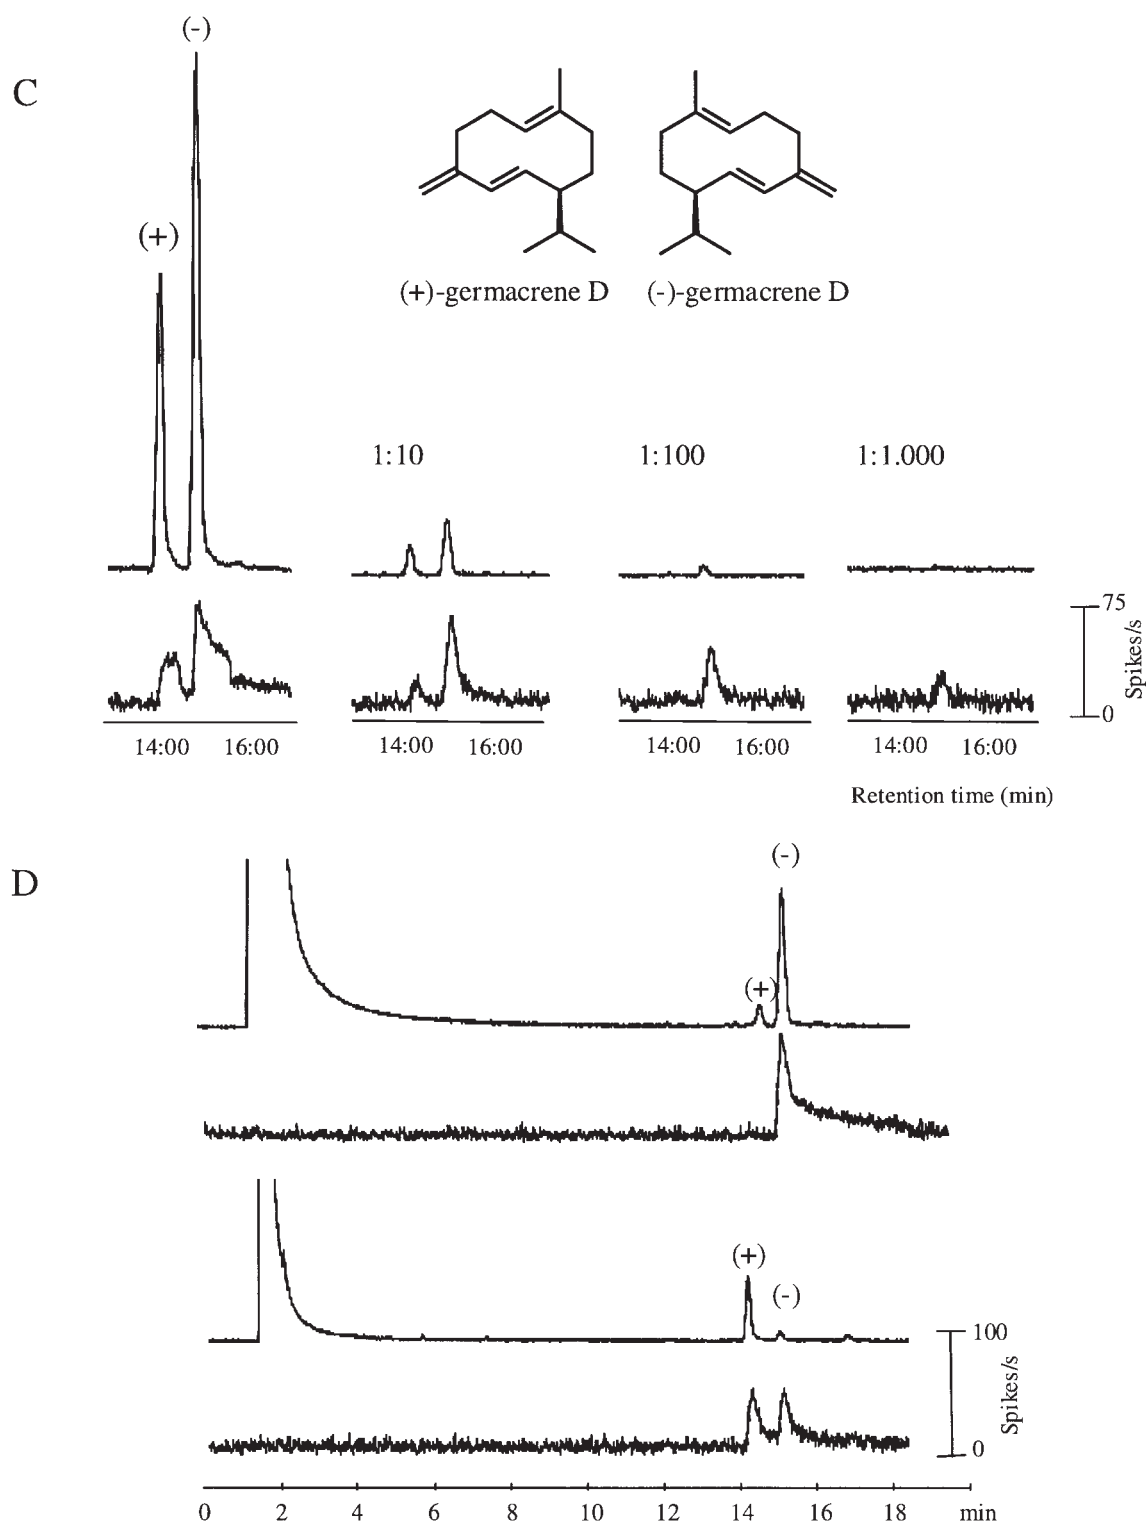 (-)
C
(+)
(+)-germacrene D
(-)-germacrene D
1:10
1:100
1:1.000
75
Spikes/s
0
14:00 16:00
14:00 16:00
14:00 16:00
14:00 16:00
Retention time (min)
D
(-)
(+)
(+)
(-)
100
Spikes/s
0
0 2 4 6 8 10 12 14 16 18 min